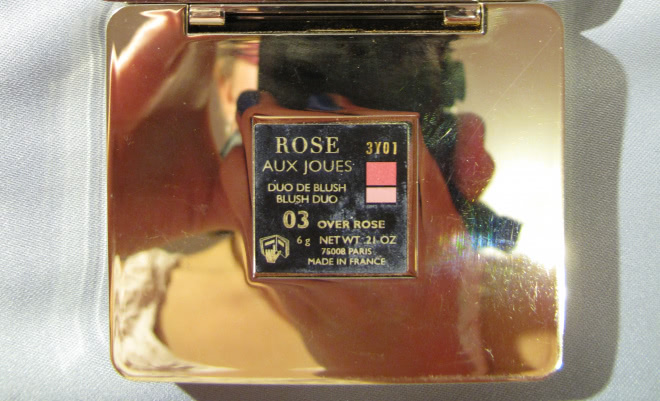 ROSE
3Y01
AUX JOUES
DUO DE BLUSH
BLUSH DUO
03 OVER ROSE
6 g NET WT .21 OZ
75008 PARIS
MADE IN FRANCE